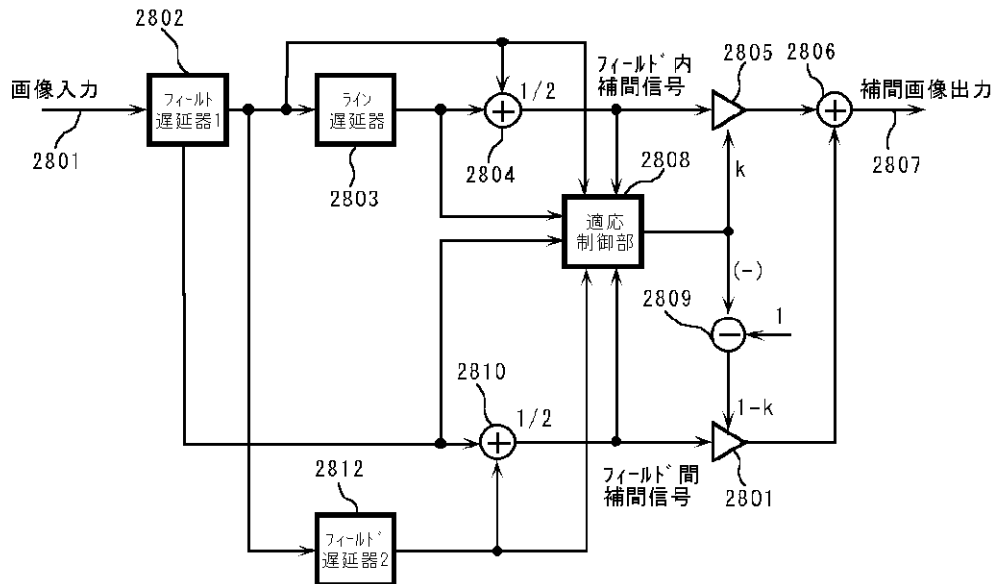 2802
画像入力
2801
フィールト
遅延器1
ライン
遅延器
2803
1/2
2804
フィールド内
補間信号
2805
2806
補間画像出力
2807
2808
適応
制御部
k
(-)
2809
1
1-k
2810
1/2
フィールド間
補間信号
2801
2812
フィールド
遅延器2